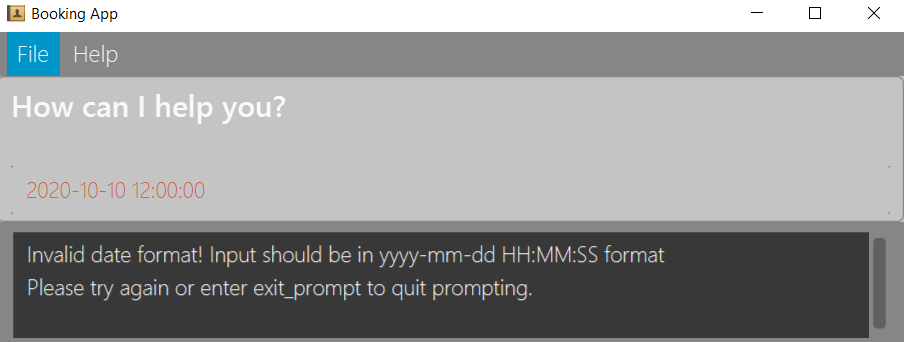 Booking App
File Help
How can I help you?
2020-10-10 12:00:00
Invalid date format! Input should be in yyyy-mm-dd HH:MM:SS format
Please try again or enter exit_prompt to quit prompting.